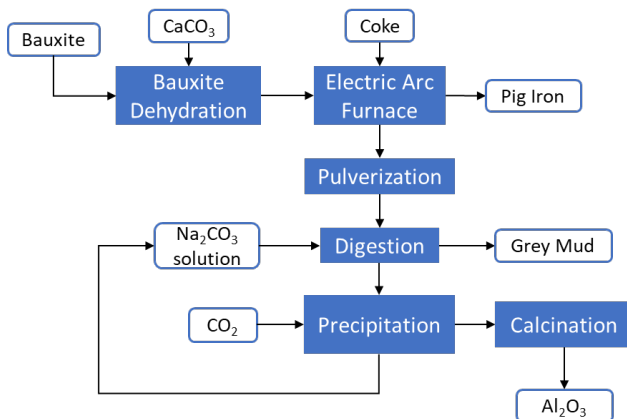 CaCO₃
Coke
Bauxite
Bauxite
Dehydration
Electric Arc
Furnace
Pig Iron
Pulverization
Na₂CO₃
solution
Digestion
Grey Mud
CO₂
Precipitation
Calcination
Al₂O₃